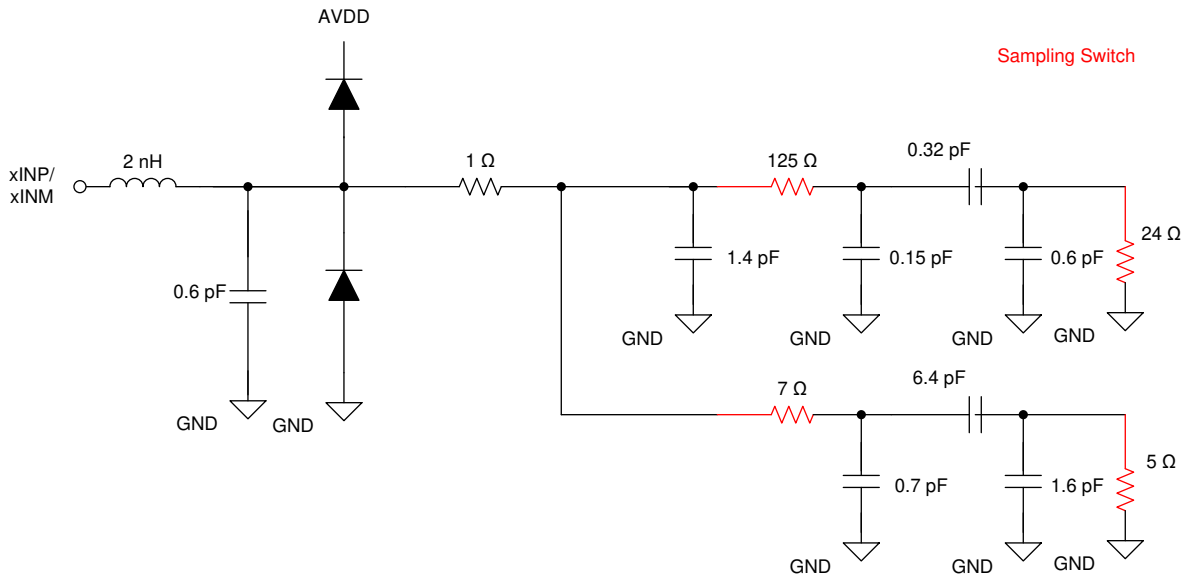 AVDD
Sampling Switch
xINP/
xINM
2 nH
1 Ω
125 Ω
0.32 pF
0.6 pF
1.4 pF
0.15 pF
0.6 pF
24 Ω
GND
GND
GND
GND
7 Ω
6.4 pF
GND
GND
0.7 pF
1.6 pF
5 Ω
GND
GND
GND